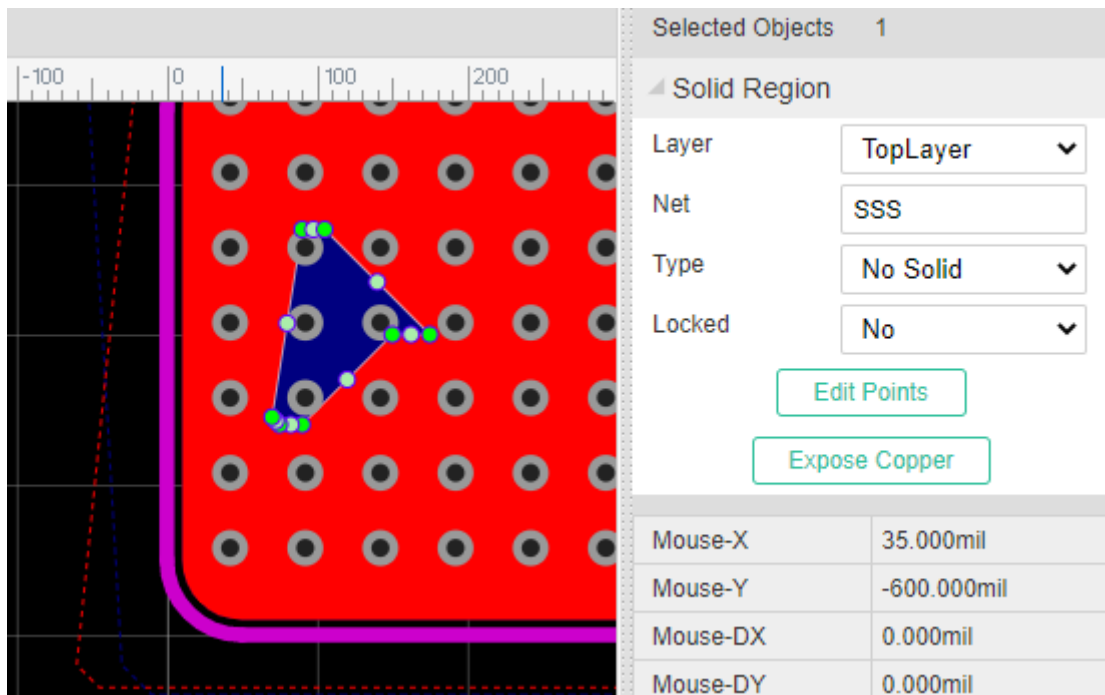 Selected Objects 1
-100 0 100 200
Solid Region
Layer TopLayer
Net SSS
Type No Solid
Locked No
Edit Points
Expose Copper
Mouse-X 35.000mil
Mouse-Y -600.000mil
Mouse-DX 0.000mil
Mouse-DY 0.000mil